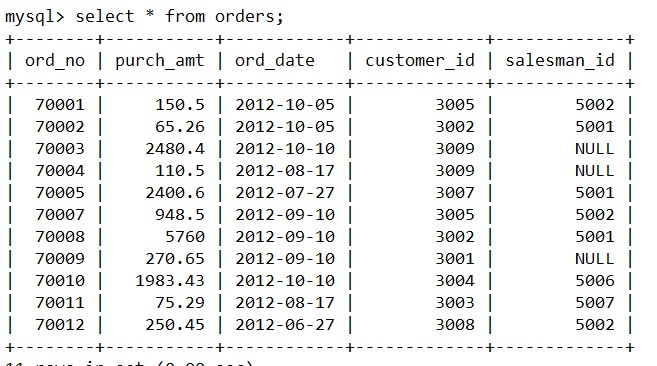 mysql> select * from orders;
+--------+-----------+------------+-------------+-------------+
| ord_no | purch_amt | ord_date   | customer_id | salesman_id |
+--------+-----------+------------+-------------+-------------+
|  70001 |     150.5 | 2012-10-05 |        3005 |        5002 |
|  70002 |     65.26 | 2012-10-05 |        3002 |        5001 |
|  70003 |    2480.4 | 2012-10-10 |        3009 |        NULL |
|  70004 |     110.5 | 2012-08-17 |        3009 |        NULL |
|  70005 |    2400.6 | 2012-07-27 |        3007 |        5001 |
|  70007 |     948.5 | 2012-09-10 |        3005 |        5002 |
|  70008 |      5760 | 2012-09-10 |        3002 |        5001 |
|  70009 |    270.65 | 2012-09-10 |        3001 |        NULL |
|  70010 |   1983.43 | 2012-10-10 |        3004 |        5006 |
|  70011 |     75.29 | 2012-08-17 |        3003 |        5007 |
|  70012 |    250.45 | 2012-06-27 |        3008 |        5002 |
+--------+-----------+------------+-------------+-------------+